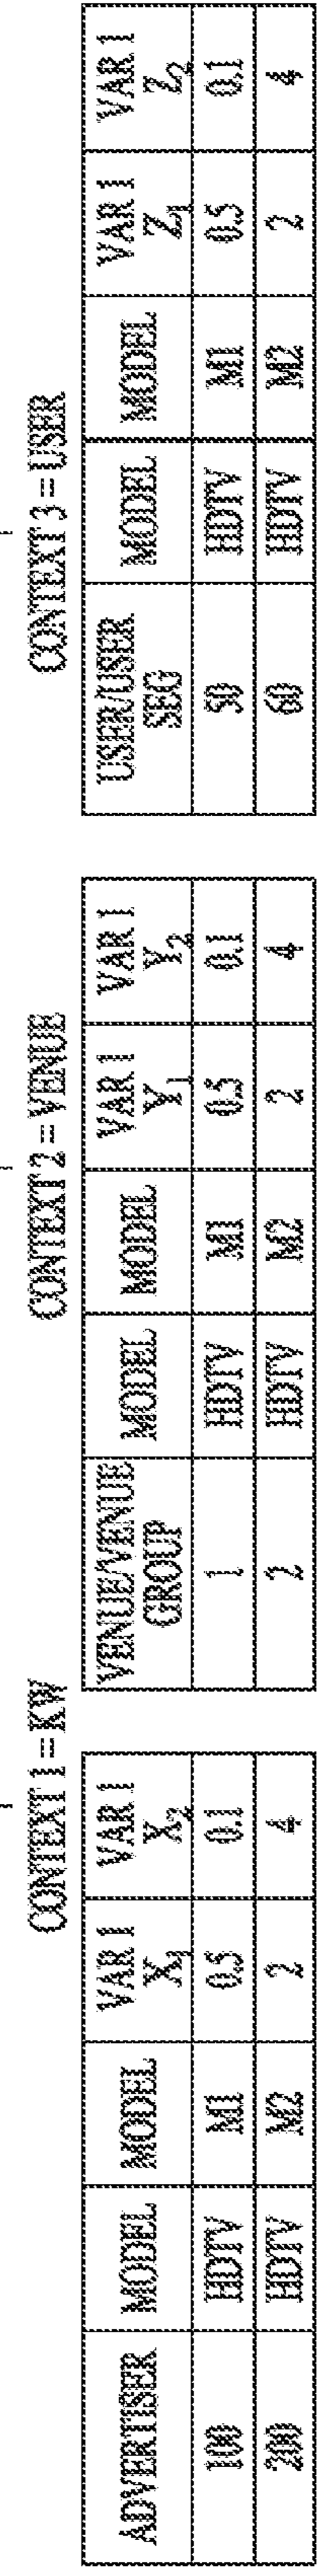 CONTEXT 1 = KW
ADVERTISER MODEL MODEL VAR 1 X₁ VAR 1 X₂
100 HDTV M1 0.5 0.1
200 HDTV M2 2 4
CONTEXT 2 = VENUE
VENUE/VENUE GROUP MODEL MODEL VAR 1 Y₁ VAR 1 Y₂
1 HDTV M1 0.5 0.1
2 HDTV M2 2 4
CONTEXT 3 = USER
USER/USER SEG MODEL MODEL VAR 1 Z₁ VAR 1 Z₂
50 HDTV M1 0.5 0.1
60 HDTV M2 2 4